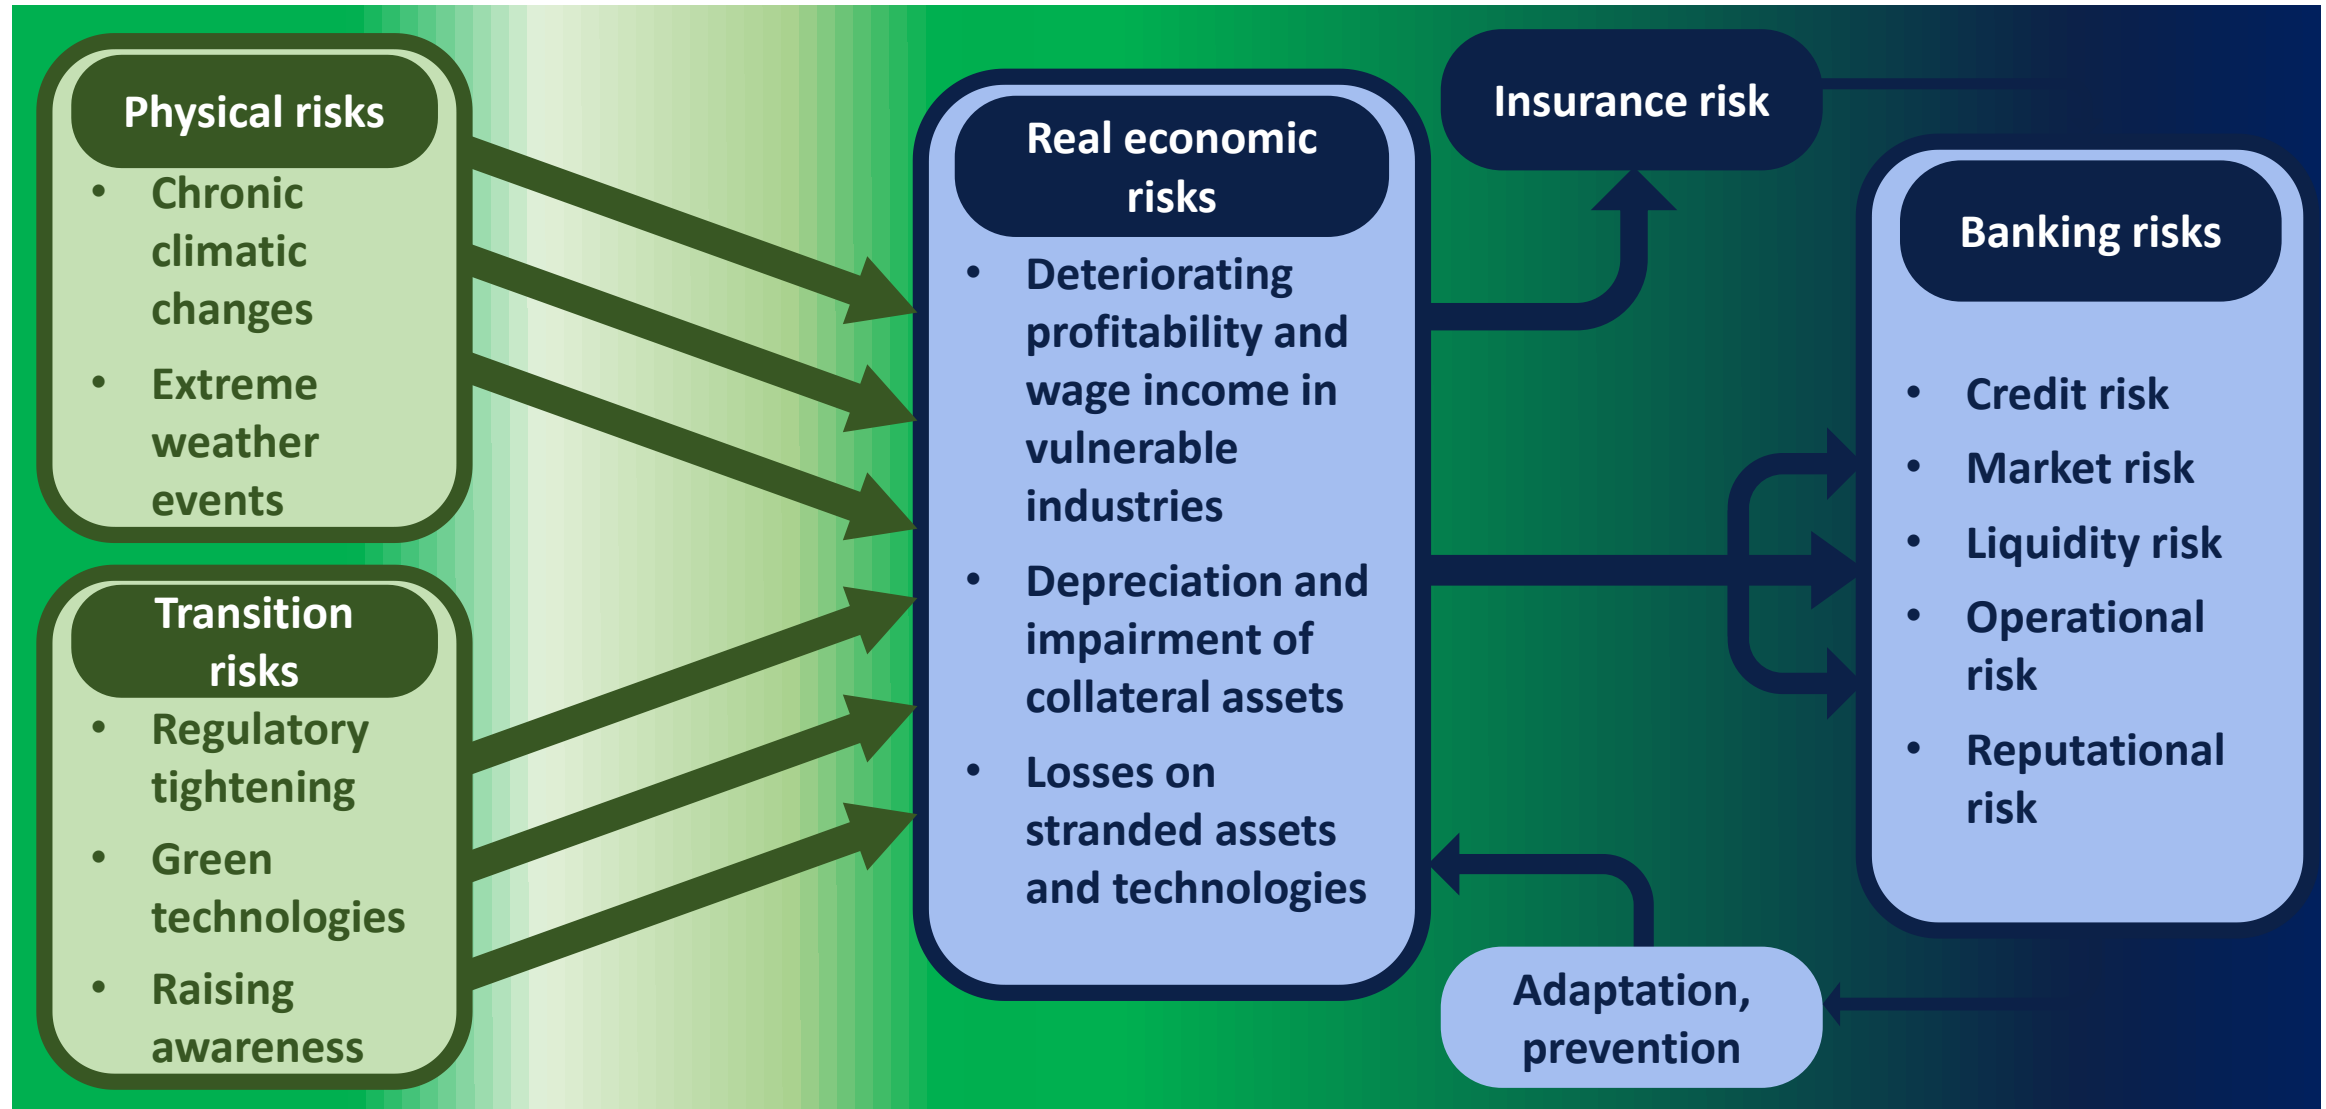 Physical risks
• Chronic
climatic
changes
• Extreme
weather
events
Transition
risks
• Regulatory
tightening
• Green
technologies
• Raising
awareness
Real economic
risks
• Deteriorating
profitability and
wage income in
vulnerable
industries
• Depreciation and
impairment of
collateral assets
• Losses on
stranded assets
and technologies
Insurance risk
Banking risks
• Credit risk
• Market risk
• Liquidity risk
• Operational
risk
• Reputational
risk
Adaptation,
prevention